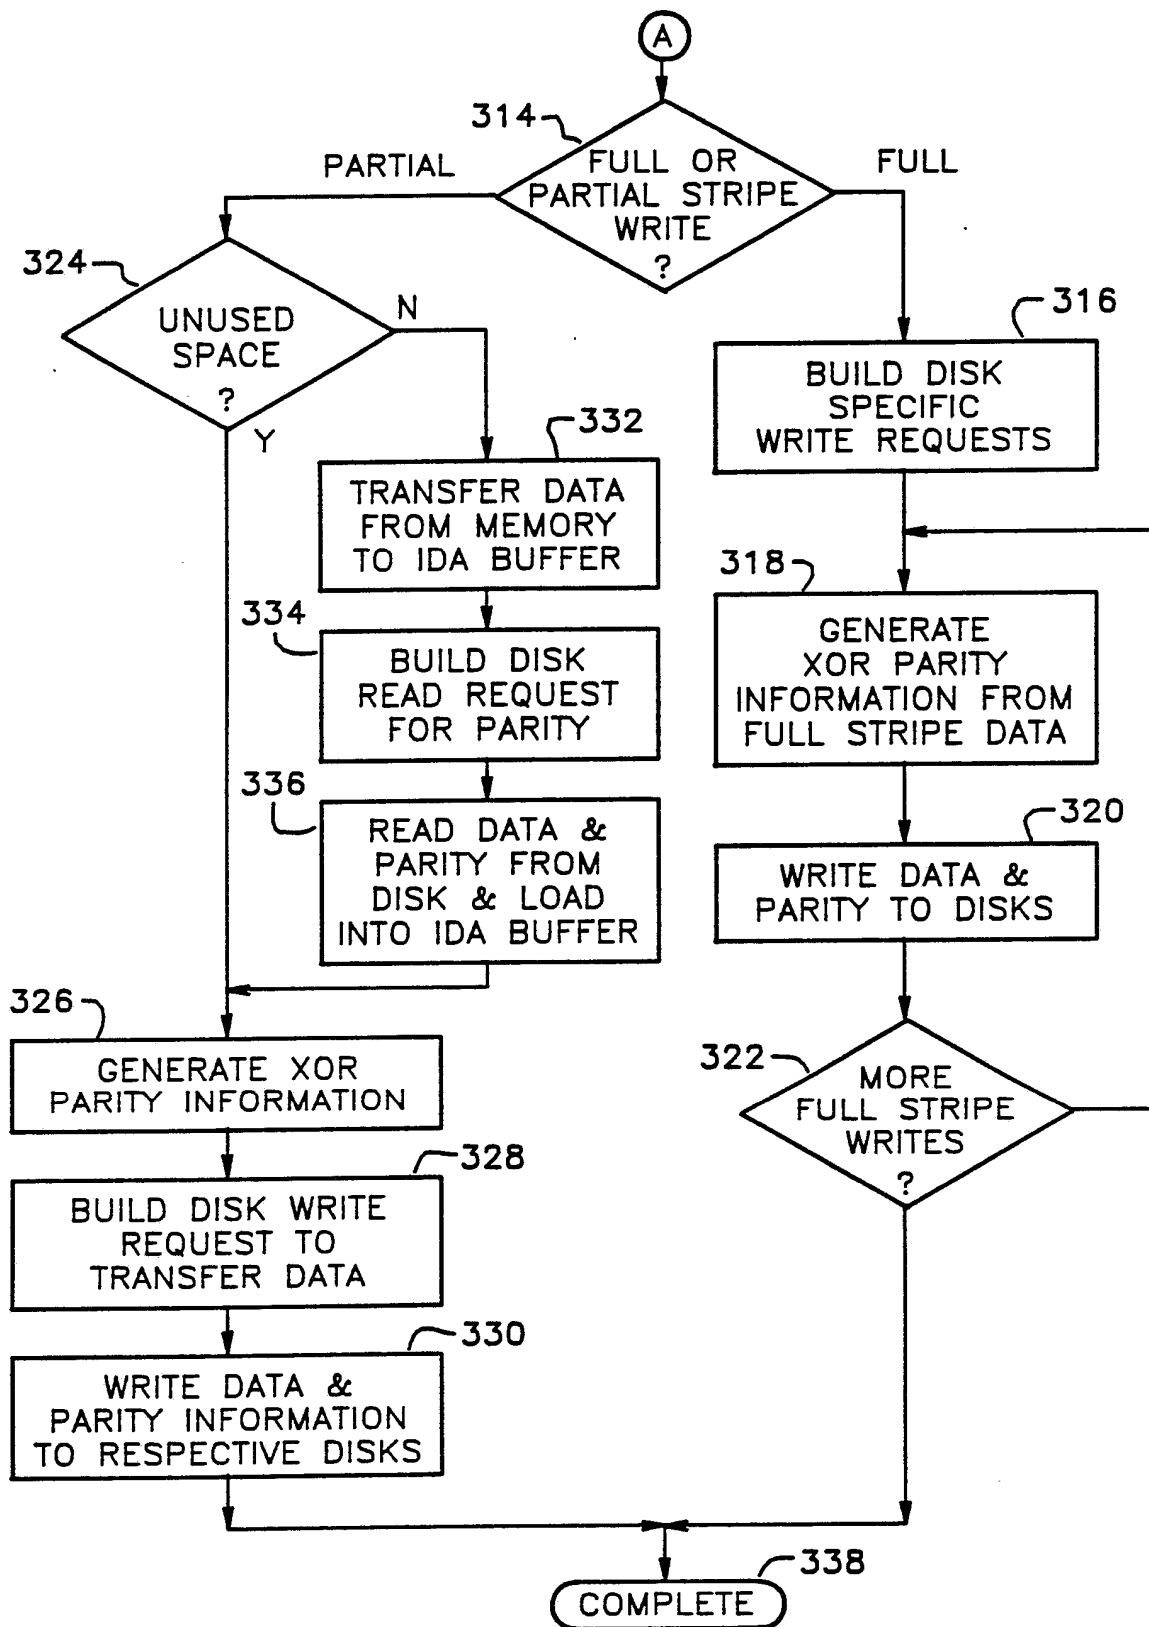 A
314
PARTIAL
FULL OR
PARTIAL STRIPE
WRITE
?
FULL
324
UNUSED
SPACE
?
N
Y
316
BUILD DISK
SPECIFIC
WRITE REQUESTS
332
TRANSFER DATA
FROM MEMORY
TO IDA BUFFER
318
GENERATE
XOR PARITY
INFORMATION FROM
FULL STRIPE DATA
334
BUILD DISK
READ REQUEST
FOR PARITY
336
READ DATA &
PARITY FROM
DISK & LOAD
INTO IDA BUFFER
320
WRITE DATA &
PARITY TO DISKS
326
GENERATE XOR
PARITY INFORMATION
322
MORE
FULL STRIPE
WRITES
?
328
BUILD DISK WRITE
REQUEST TO
TRANSFER DATA
330
WRITE DATA &
PARITY INFORMATION
TO RESPECTIVE DISKS
338
COMPLETE